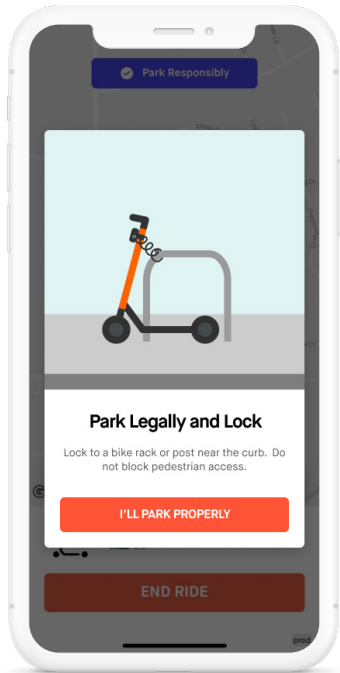 Park Responsibly
Park Legally and Lock
Lock to a bike rack or post near the curb. Do
not block pedestrian access.
I'LL PARK PROPERLY
END RIDE
prod